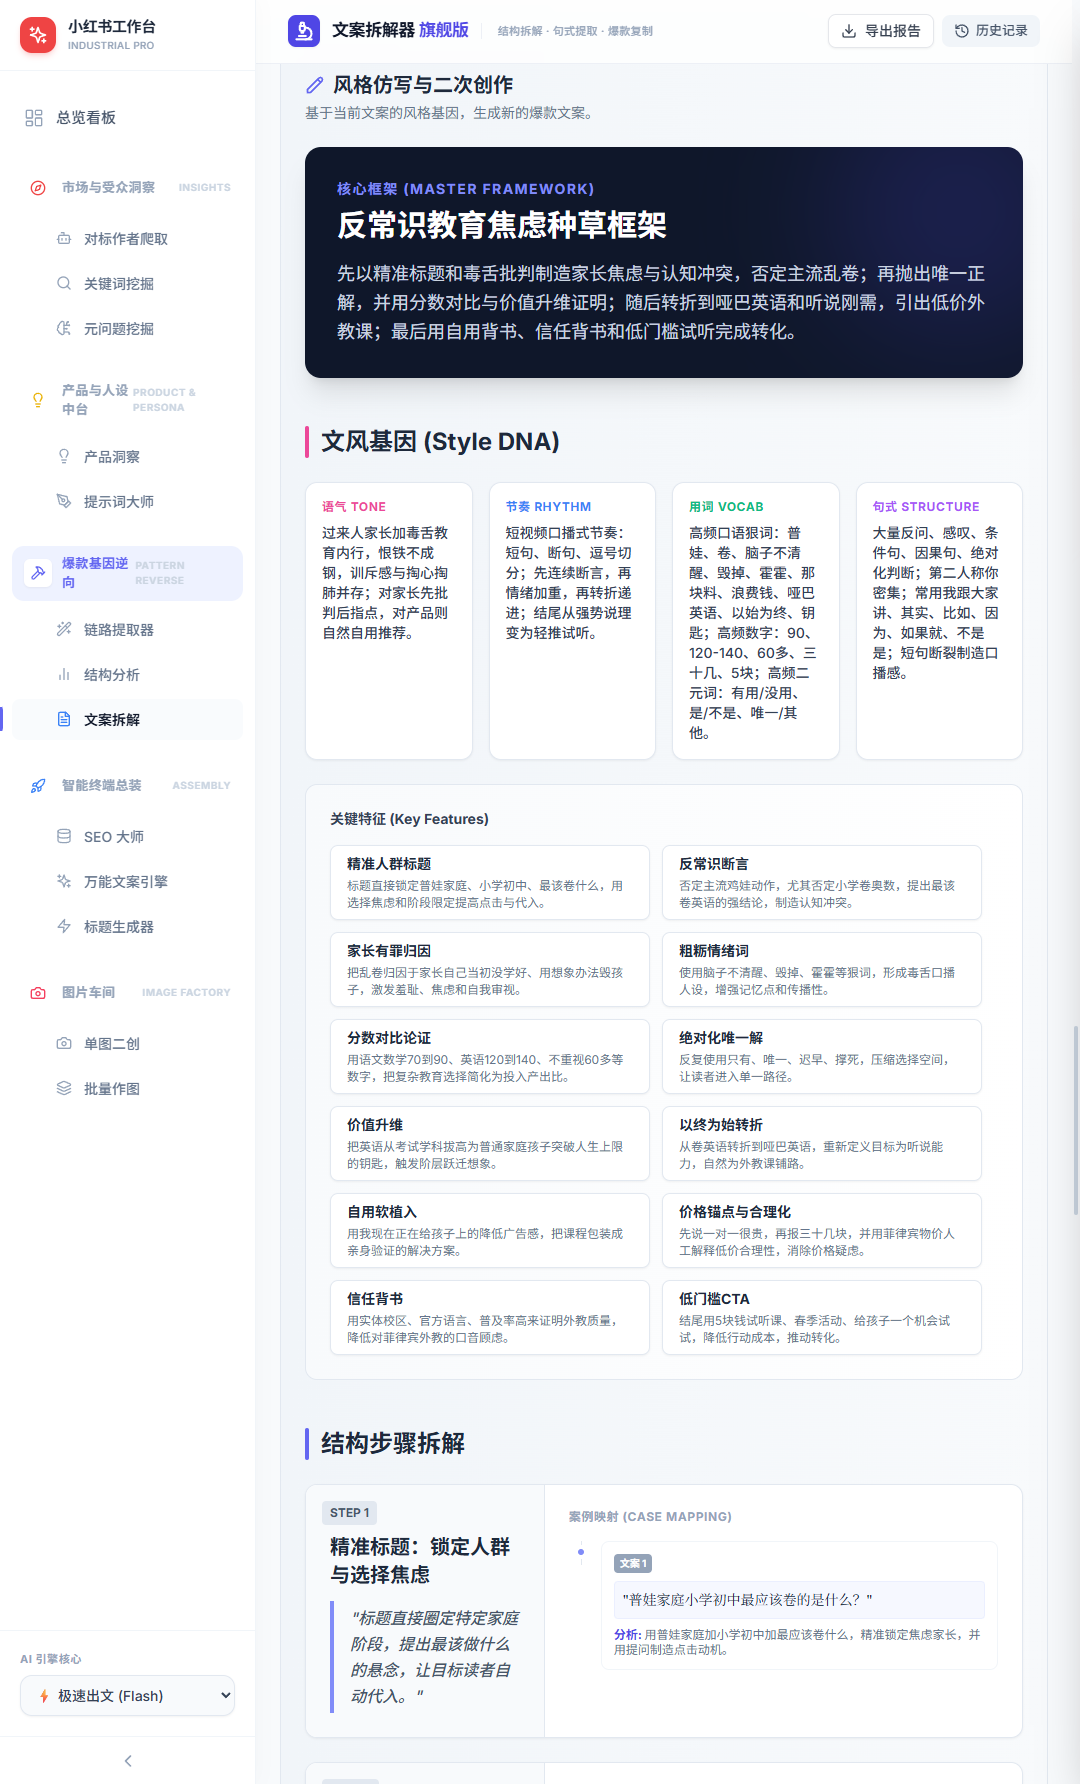 小红书工作台
INDUSTRIAL PRO
总览看板
市场与受众洞察 INSIGHTS
对标作者爬取
关键词挖掘
元问题挖掘
产品与人设中台 PRODUCT & PERSONA
产品洞察
提示词大师
爆款基因逆向 PATTERN REVERSE
链路提取器
结构分析
文案拆解
智能终端总装 ASSEMBLY
SEO 大师
万能文案引擎
标题生成器
图片车间 IMAGE FACTORY
单图二创
批量作图
AI 引擎核心
极速出文 (Flash)
文案拆解器 旗舰版 结构拆解 · 句式提取 · 爆款复制
导出报告
历史记录
风格仿写与二次创作
基于当前文案的风格基因，生成新的爆款文案。
核心框架 (MASTER FRAMEWORK)
反常识教育焦虑种草框架
先以精准标题和毒舌批判制造家长焦虑与认知冲突，否定主流乱卷；再抛出唯一正
解，并用分数对比与价值升维证明；随后转折到哑巴英语和听说刚需，引出低价外
教课；最后用自用背书、信任背书和低门槛试听完成转化。
文风基因 (Style DNA)
语气 TONE
过来人家长加毒舌教
育内行，恨铁不成
钢，训斥感与掏心掏
肺并存；对家长先批
判后指点，对产品则
自然自用推荐。
节奏 RHYTHM
短视频口播式节奏：
短句、断句、逗号切
分；先连续断言，再
情绪加重，再转折递
进；结尾从强势说理
变为轻推试听。
用词 VOCAB
高频口语狠词：普
娃、卷、脑子不清
醒、毁掉、霍霍、那
块料、浪费钱、哑巴
英语、以始为终、钥
匙；高频数字：90、
120-140、60多、三
十几、5块；高频二
元词：有用/没用、
是/不是、唯一/其
他。
句式 STRUCTURE
大量反问、感叹、条
件句、因果句、绝对
化判断；第二人称你
密集；常用我跟大家
讲、其实、比如、因
为、如果就、不是
是；短句断裂制造口
播感。
关键特征 (Key Features)
精准人群标题
标题直接锁定普娃家庭、小学初中、最该卷什么，用
选择焦虑和阶段限定提高点击与代入。
反常识断言
否定主流鸡娃动作，尤其否定小学卷奥数，提出最该
卷英语的强结论，制造认知冲突。
家长有罪归因
把乱卷归因于家长自己当初没学好、用想象办法毁孩
子，激发羞耻、焦虑和自我审视。
粗粝情绪词
使用脑子不清醒、毁掉、霍霍等狠词，形成毒舌口播
人设，增强记忆点和传播性。
分数对比论证
用语文数学70到90、英语120到140、不重视60多等
数字，把复杂教育选择简化为投入产出比。
绝对化唯一解
反复使用只有、唯一、迟早、撑死，压缩选择空间，
让读者进入单一路径。
价值升维
把英语从考试学科拔高为普通家庭孩子突破人生上限
的钥匙，触发阶层跃迁想象。
以终为始转折
从卷英语转折到哑巴英语，重新定义目标为听说能
力，自然为外教课铺路。
自用软植入
用我现在正在给孩子上的降低广告感，把课程包装成
亲身验证的解决方案。
价格锚点与合理化
先说一对一很贵，再报三十几块，并用菲律宾物价人
工解释低价合理性，消除价格疑虑。
信任背书
用实体校区、官方语言、普及率高来证明外教质量，
降低对菲律宾外教的口音顾虑。
低门槛CTA
结尾用5块钱试听课、春季活动、给孩子一个机会试
试，降低行动成本，推动转化。
结构步骤拆解
STEP 1
精准标题：锁定人群
与选择焦虑
"标题直接圈定特定家庭
阶段，提出最该做什么
的悬念，让目标读者自
动代入。"
案例映射 (CASE MAPPING)
文案 1
"普娃家庭小学初中最应该卷的是什么？"
分析: 用普娃家庭加小学初中加最应该卷什么，精准锁定焦虑家长，并
用提问制造点击动机。